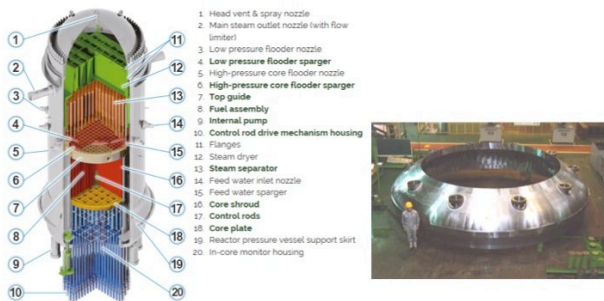 1
2
3
4
5
6
7
8
9
10
11
12
13
14
15
16
17
18
19
20
1. Head vent & spray nozzle
2. Main steam outlet nozzle (with flow
limiter)
3. Low pressure flooder nozzle
4. Low pressure flooder sparger
5. High-pressure core flooder nozzle
6. High-pressure core flooder sparger
7. Top guide
8. Fuel assembly
9. Internal pump
10. Control rod drive mechanism housing
11. Flanges
12. Steam dryer
13. Steam separator
14. Feed water inlet nozzle
15. Feed water sparger
16. Core shroud
17. Control rods
18. Core plate
19. Reactor pressure vessel support skirt
20. In-core monitor housing